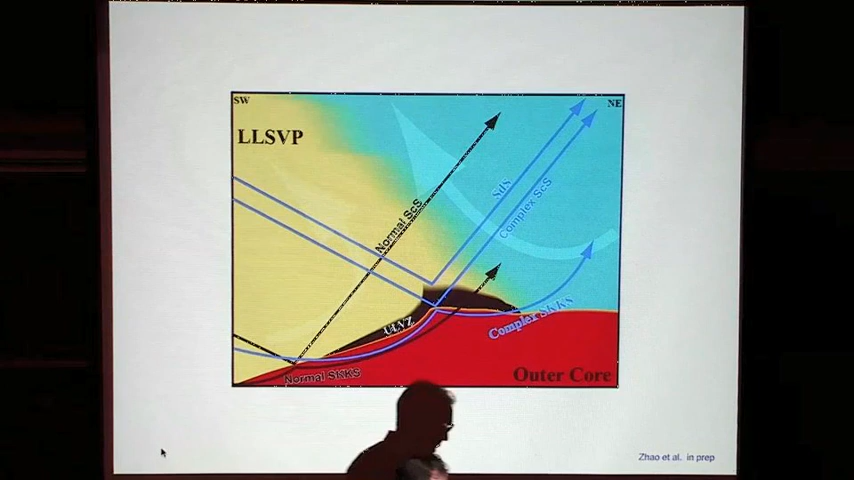 SW
NE
LLSVP
Normal ScS
SdS
Complex ScS
ULVZ
Complex SKKS
Normal SKKS
Outer Core
Zhao et al. in prep